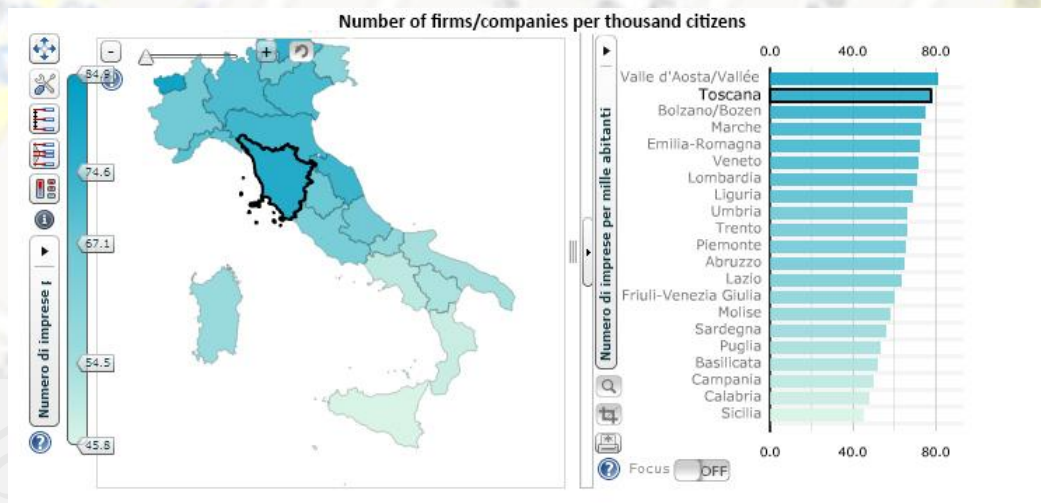 Number of firms/companies per thousand citizens
-
+
84.9
74.6
67.1
54.5
45.8
Numero di imprese p
?
Numero di imprese per mille abitanti
0.0 40.0 80.0
Valle d'Aosta/Vallée
Toscana
Bolzano/Bozen
Marche
Emilia-Romagna
Veneto
Lombardia
Liguria
Umbria
Trento
Piemonte
Abruzzo
Lazio
Friuli-Venezia Giulia
Molise
Sardegna
Puglia
Basilicata
Campania
Calabria
Sicilia
0.0 40.0 80.0
? Focus OFF